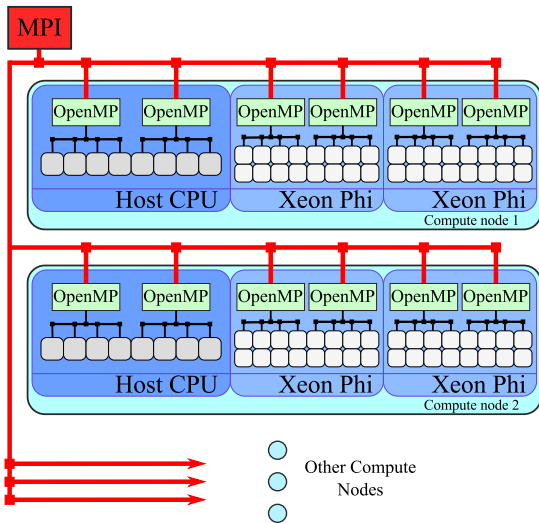 MPI
OpenMP OpenMP OpenMP OpenMP OpenMP OpenMP
Host CPU Xeon Phi Xeon Phi
Compute node 1
OpenMP OpenMP OpenMP OpenMP OpenMP OpenMP
Host CPU Xeon Phi Xeon Phi
Compute node 2
Other Compute
Nodes